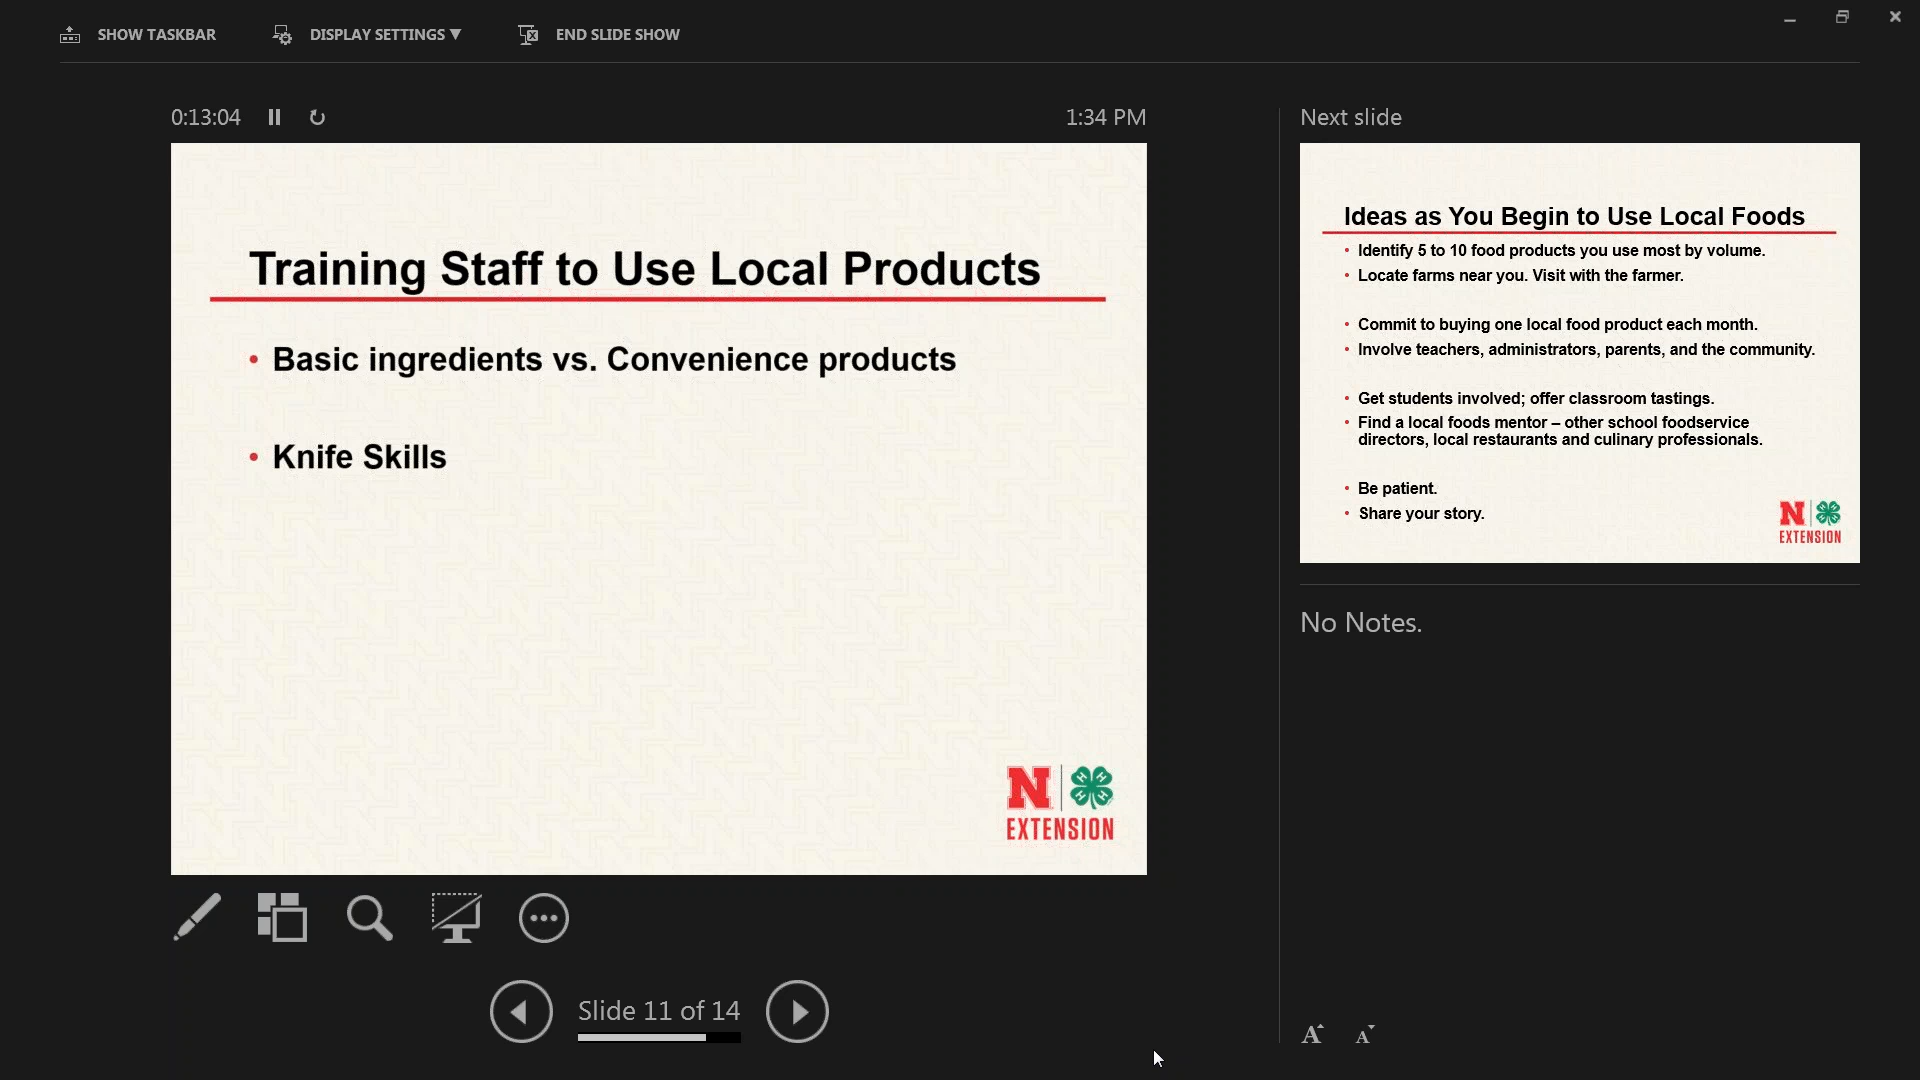 SHOW TASKBAR
DISPLAY SETTINGS ▼
END SLIDE SHOW
0:13:04
1:34 PM
Training Staff to Use Local Products
• Basic ingredients vs. Convenience products
• Knife Skills
N
H H H H
EXTENSION
Slide 11 of 14
Next slide
Ideas as You Begin to Use Local Foods
• Identify 5 to 10 food products you use most by volume.
• Locate farms near you. Visit with the farmer.
• Commit to buying one local food product each month.
• Involve teachers, administrators, parents, and the community.
• Get students involved; offer classroom tastings.
• Find a local foods mentor – other school foodservice
directors, local restaurants and culinary professionals.
• Be patient.
• Share your story.
N
EXTENSION
No Notes.
A A